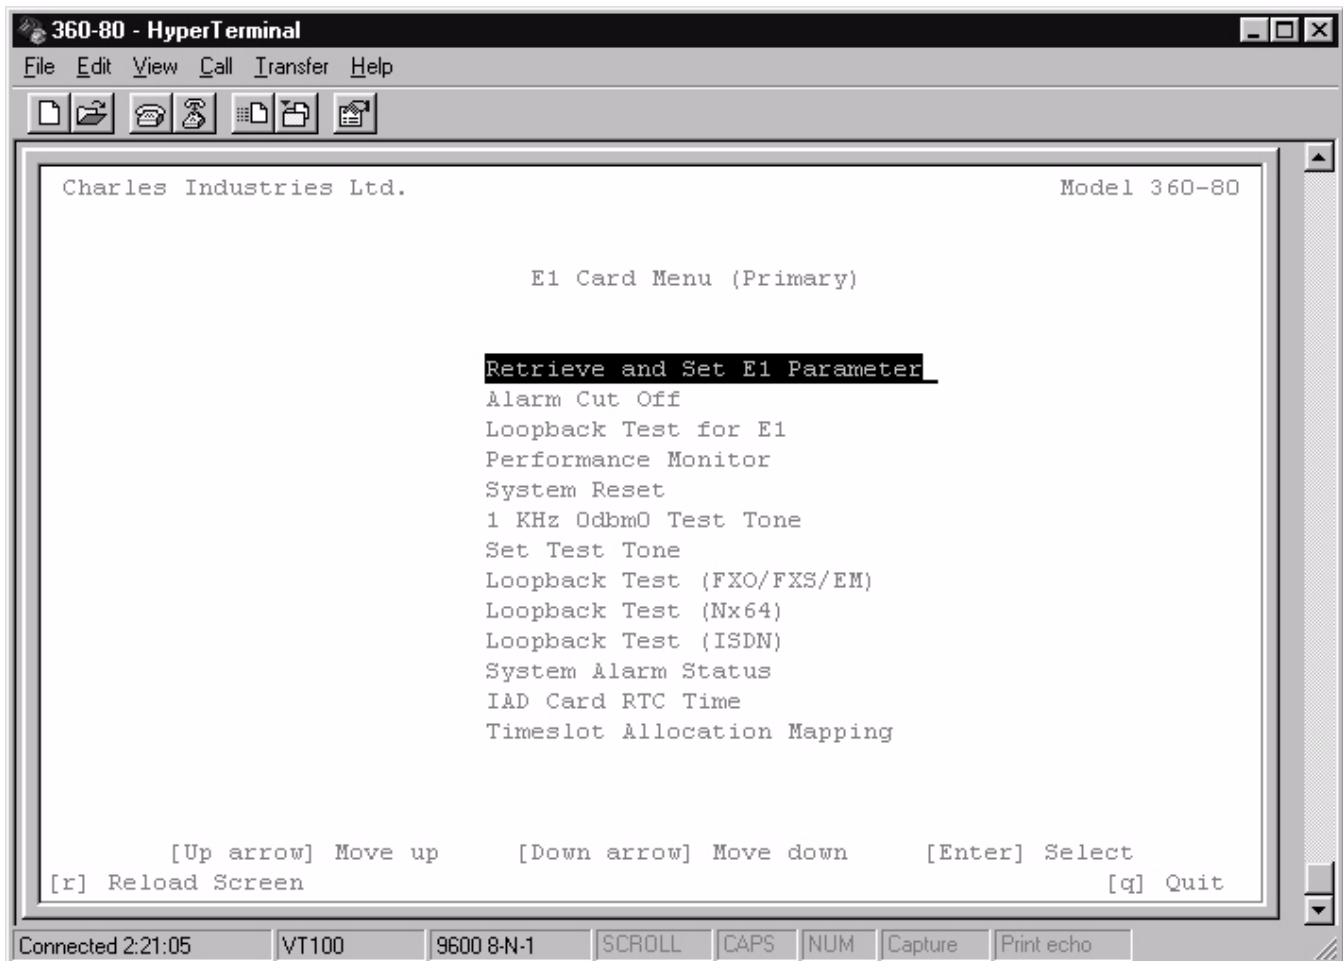 360-80 - HyperTerminal
File Edit View Call Transfer Help
Charles Industries Ltd. Model 360-80
E1 Card Menu (Primary)
Retrieve and Set E1 Parameter_
Alarm Cut Off
Loopback Test for E1
Performance Monitor
System Reset
1 KHz 0dbm0 Test Tone
Set Test Tone
Loopback Test (FXO/FXS/EM)
Loopback Test (Nx64)
Loopback Test (ISDN)
System Alarm Status
IAD Card RTC Time
Timeslot Allocation Mapping
[Up arrow] Move up [Down arrow] Move down [Enter] Select
[r] Reload Screen [q] Quit
Connected 2:21:05 VT100 9600 8-N-1 SCROLL CAPS NUM Capture Print echo